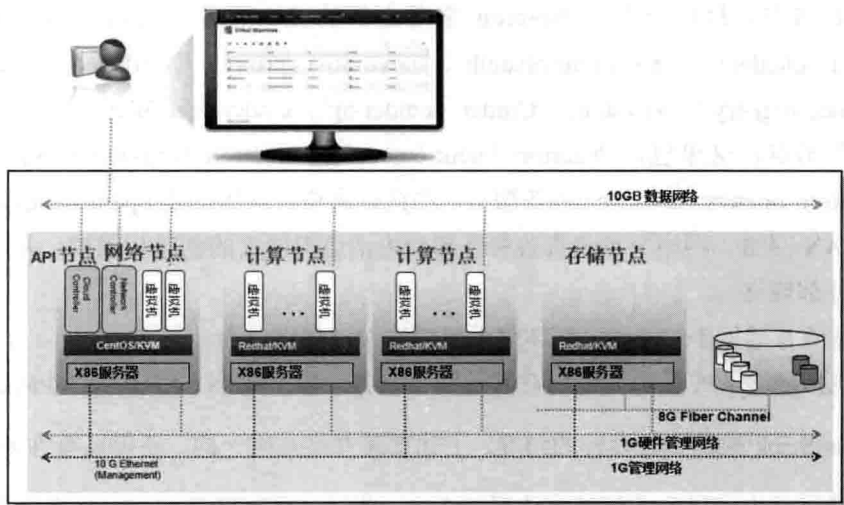 Virtual Machines
10GB 数据网络
API节点 网络节点 计算节点 计算节点 存储节点
Cloud Controller
Network Controller
虚拟机
虚拟机
虚拟机
...
虚拟机
虚拟机
...
虚拟机
CentOS/KVM
Redhat/KVM
Redhat/KVM
Redhat/KVM
X86服务器
X86服务器
X86服务器
X86服务器
8G Fiber Channel
1G硬件管理网络
10 G Ethernet
(Management)
1G管理网络